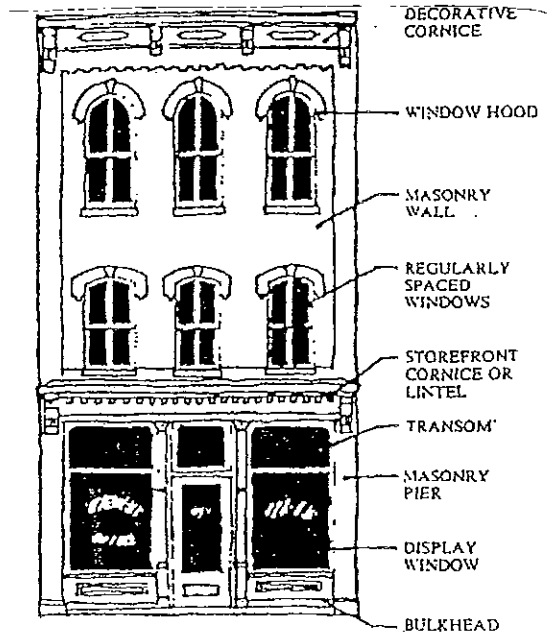 DECORATIVE
CORNICE
WINDOW HOOD
MASONRY
WALL
REGULARLY
SPACED
WINDOWS
STOREFRONT
CORNICE OR
LINTEL
TRANSOM
MASONRY
PIER
DISPLAY
WINDOW
BULKHEAD